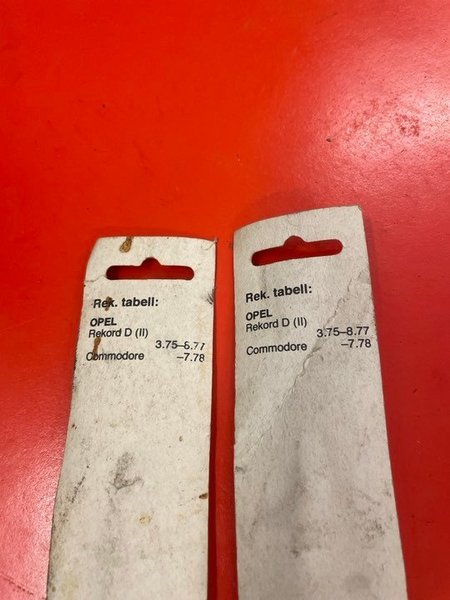 Rek. tabell:
OPEL
Rekord D (II)
3.75–8.77
Commodore –7.78
Rek. tabell:
OPEL
Rekord D (II)
3.75–8.77
Commodore –7.78